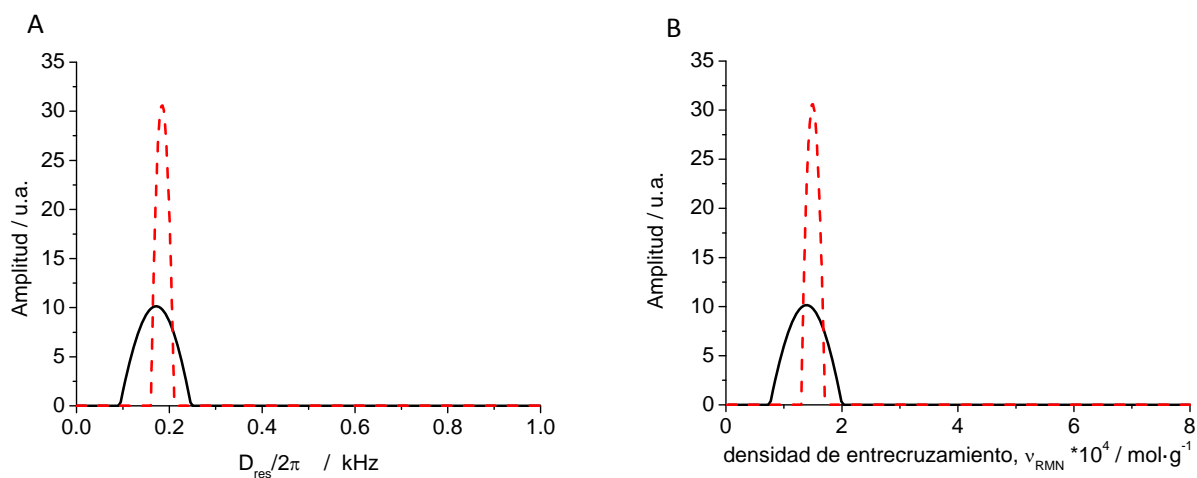 A
35
30
25
20
15
10
5
0
Amplitud / u.a.
0.0 0.2 0.4 0.6 0.8 1.0
D_res/2π / kHz
B
35
30
25
20
15
10
5
0
Amplitud / u.a.
0 2 4 6 8
densidad de entrecruzamiento, ν_RMN *10^4 / mol·g^-1